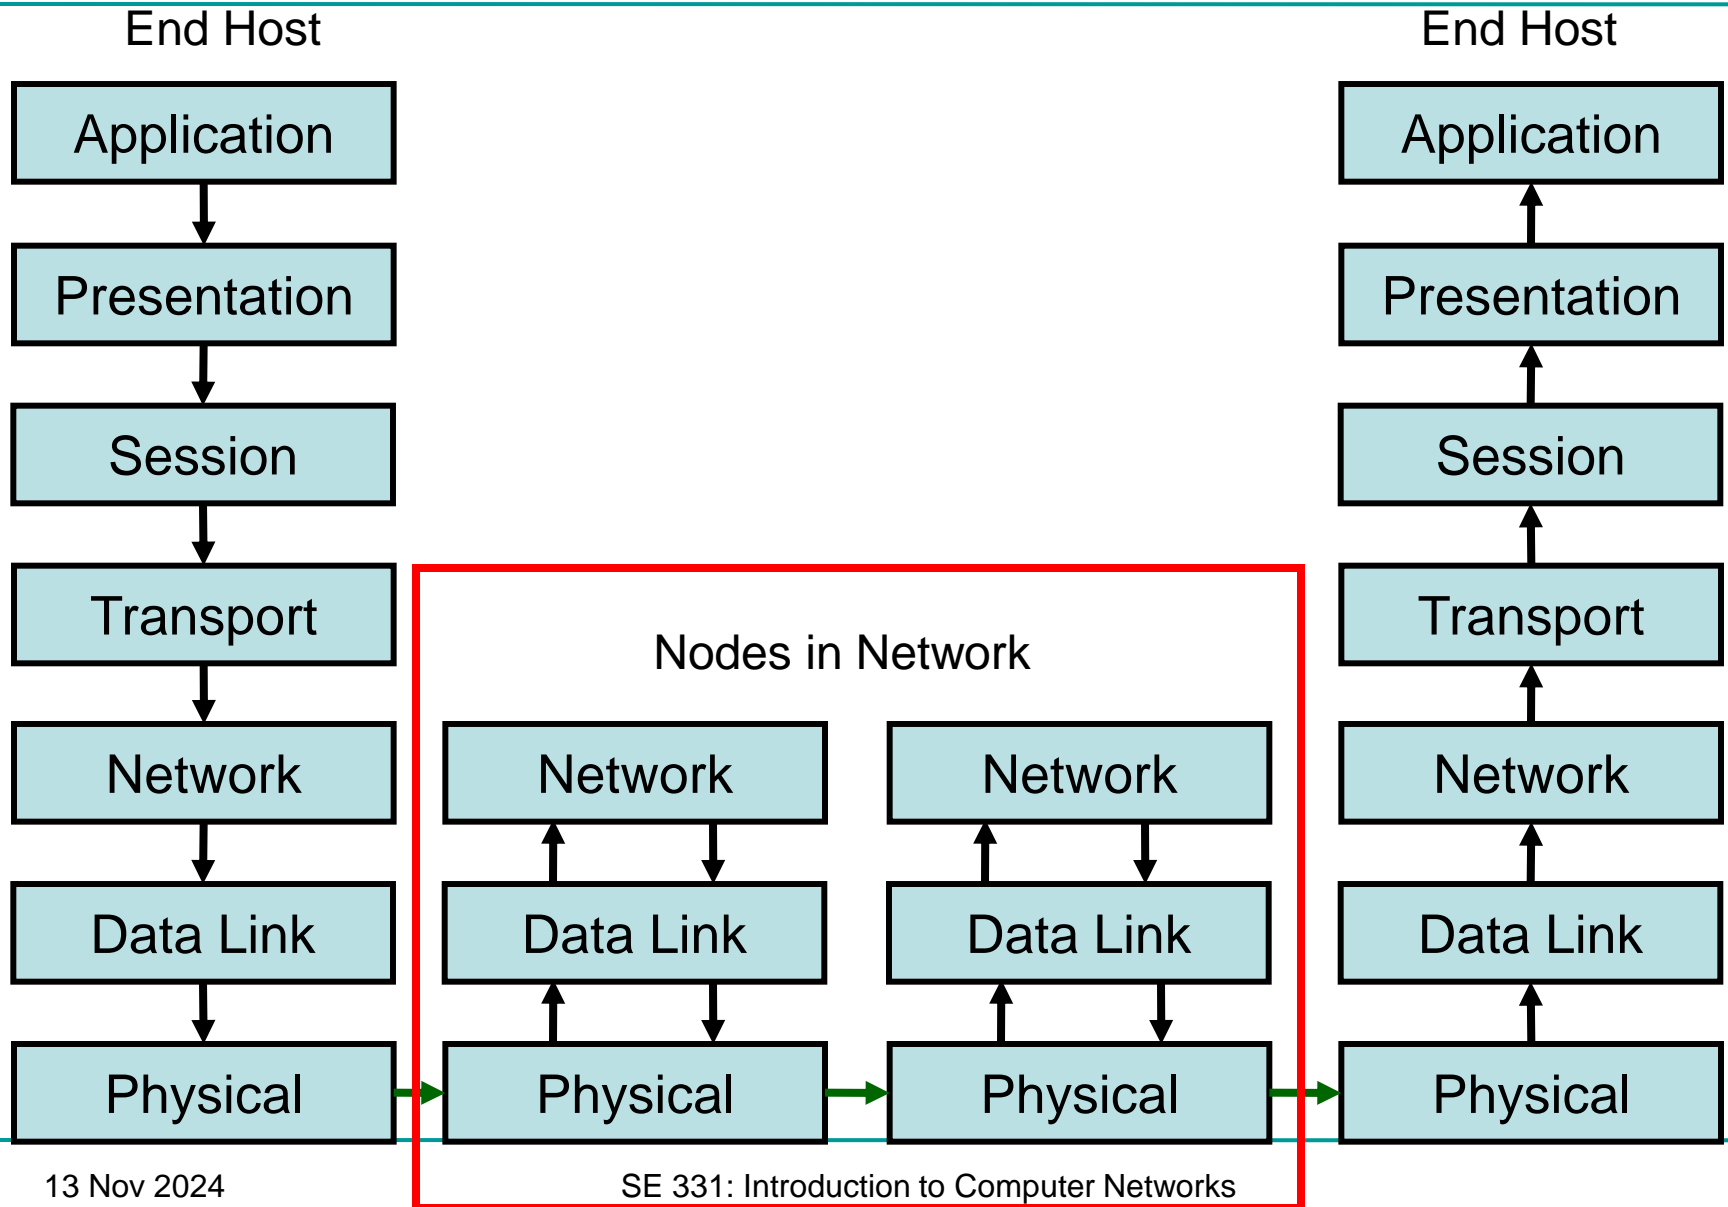 End Host
End Host
Application
Application
Presentation
Presentation
Session
Session
Transport
Nodes in Network
Transport
Network
Network
Network
Network
Data Link
Data Link
Data Link
Data Link
Physical
Physical
Physical
Physical
13 Nov 2024
SE 331: Introduction to Computer Networks